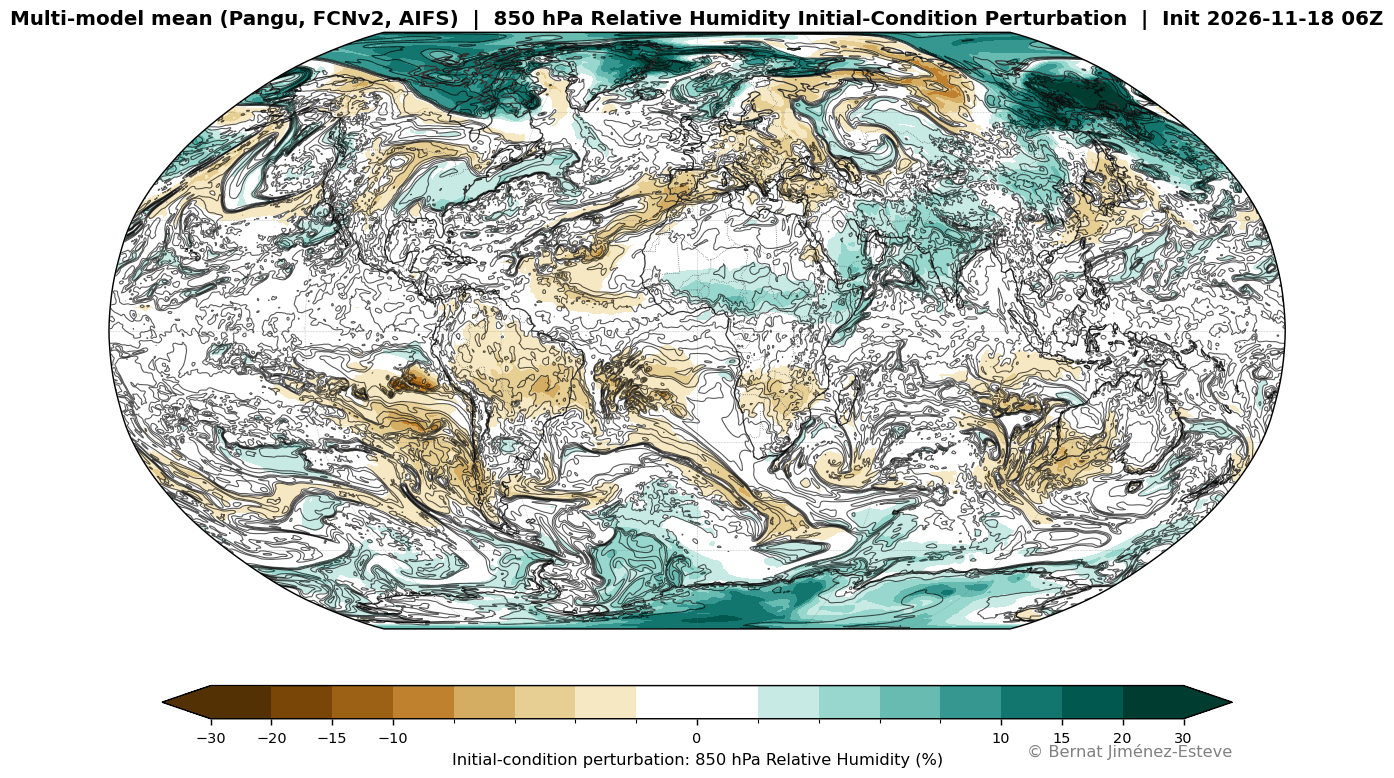 Multi-model mean (Pangu, FCNv2, AIFS)  |  850 hPa Relative Humidity Initial-Condition Perturbation  |  Init 2026-11-18 06Z
−30 −20 −15 −10 0 10 15 20 30
Initial-condition perturbation: 850 hPa Relative Humidity (%)
© Bernat Jiménez-Esteve